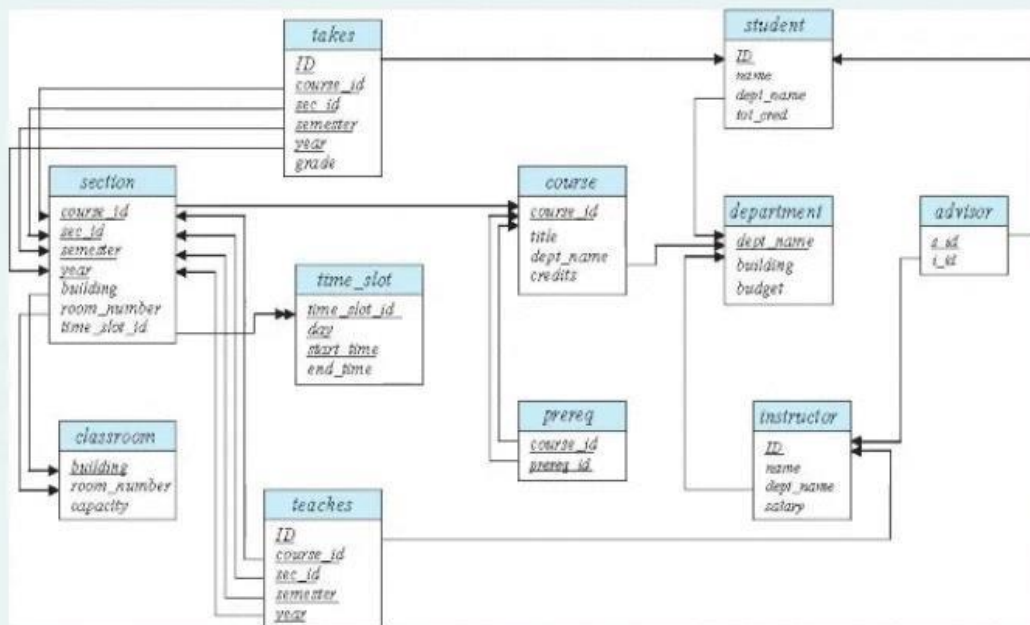 takes
ID
course_id
sec_id
semester
year
grade
student
ID
name
dept_name
tot_cred
section
course_id
sec_id
semester
year
building
room_number
time_slot_id
course
course_id
title
dept_name
credits
department
dept_name
building
budget
advisor
s_id
i_id
time_slot
time_slot_id
day
start_time
end_time
prereq
course_id
prereq_id
instructor
ID
name
dept_name
salary
classroom
building
room_number
capacity
teaches
ID
course_id
sec_id
semester
year